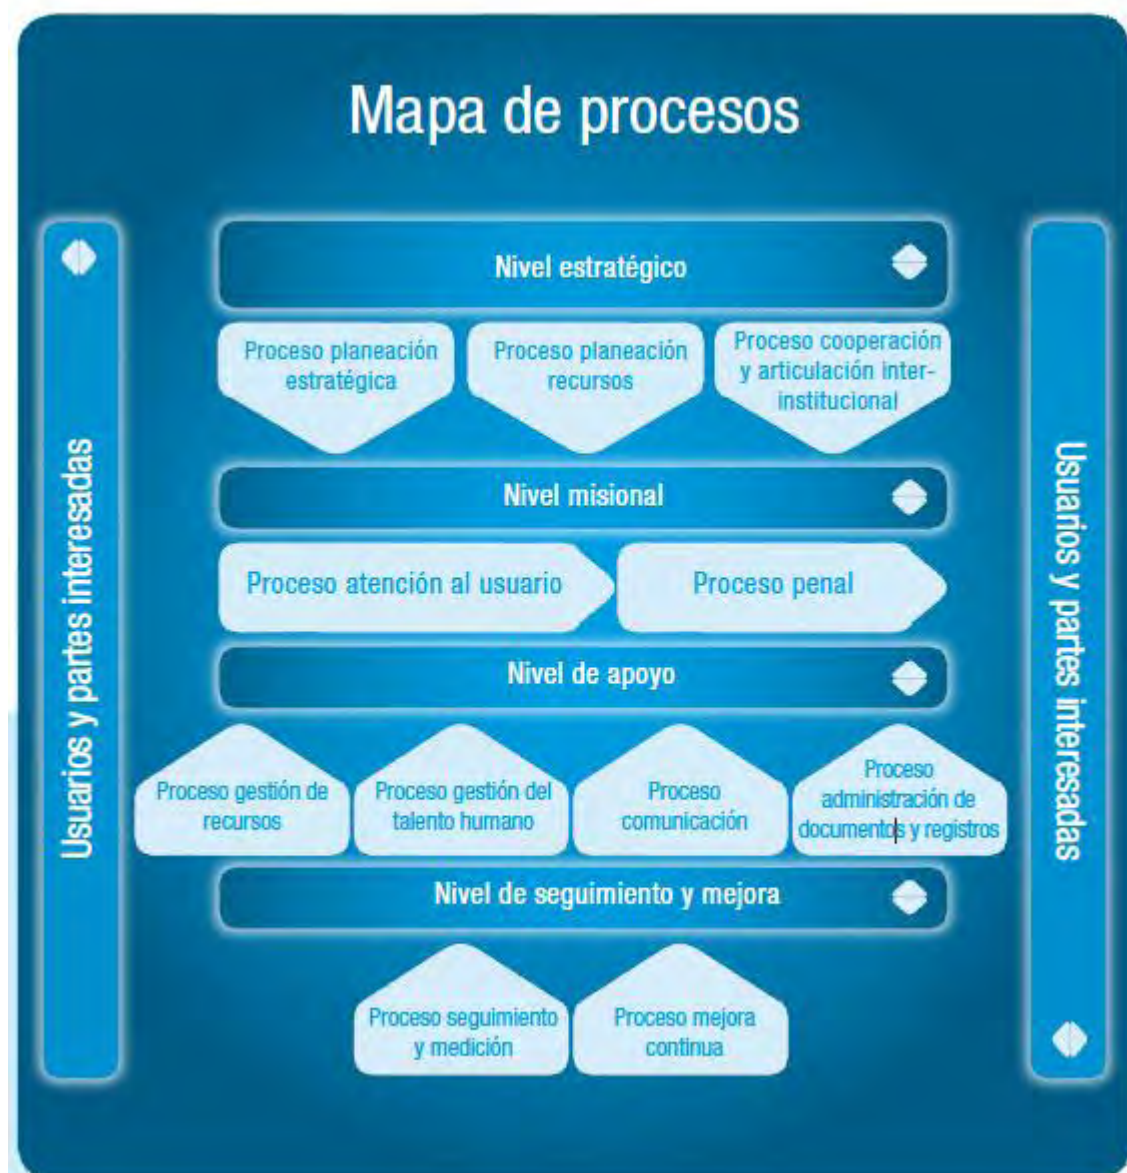 Mapa de procesos
Usuarios y partes interesadas
Nivel estratégico
Proceso planeación
estratégica
Proceso planeación
recursos
Proceso cooperación
y articulación inter-
institucional
Nivel misional
Proceso atención al usuario
Proceso penal
Nivel de apoyo
Proceso gestión de
recursos
Proceso gestión del
talento humano
Proceso
comunicación
Proceso
administración de
documentos y registros
Nivel de seguimiento y mejora
Proceso seguimiento
y medición
Proceso mejora
continua
Usuarios y partes interesadas